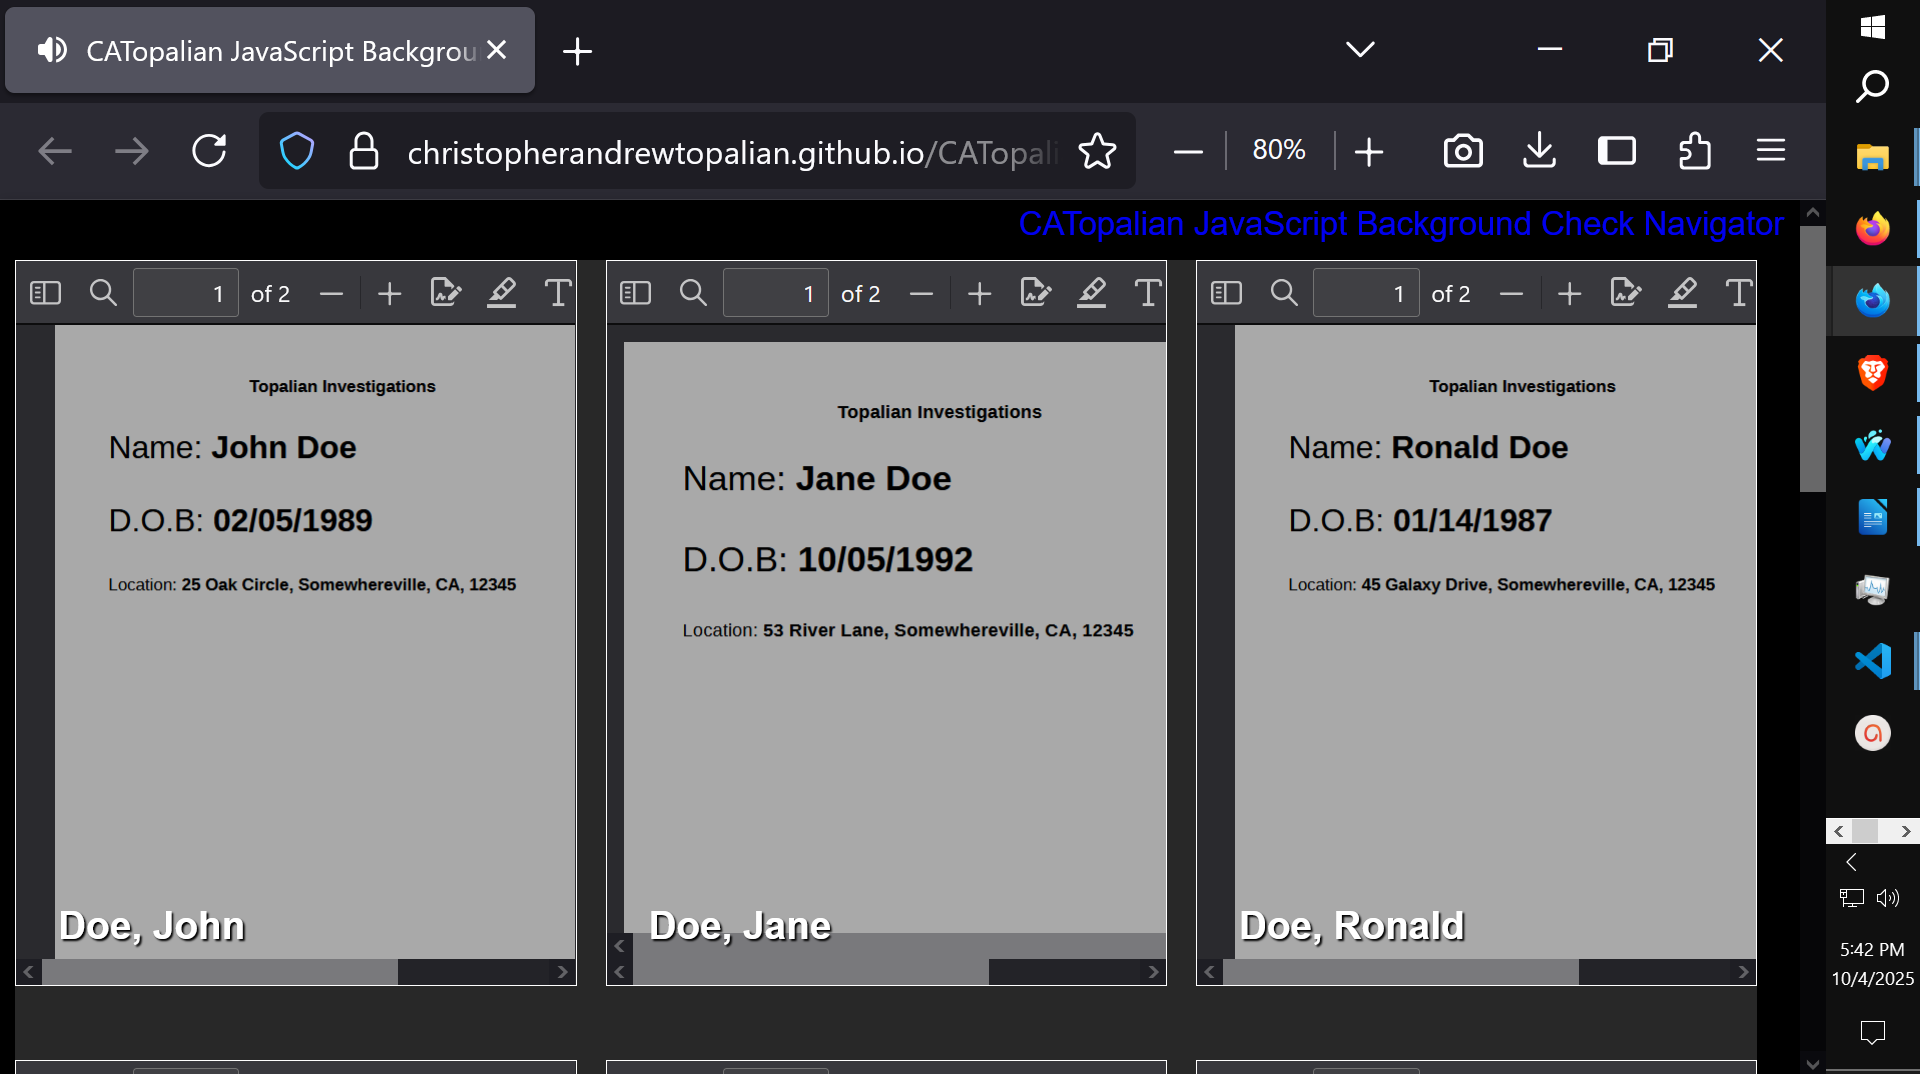 CATopalian JavaScript Backgrou
christopherandrewtopalian.github.io/CATopali
80%
CATopalian JavaScript Background Check Navigator
1 of 2
Topalian Investigations
Name: John Doe
D.O.B: 02/05/1989
Location: 25 Oak Circle, Somewhereville, CA, 12345
Doe, John
1 of 2
Topalian Investigations
Name: Jane Doe
D.O.B: 10/05/1992
Location: 53 River Lane, Somewhereville, CA, 12345
Doe, Jane
1 of 2
Topalian Investigations
Name: Ronald Doe
D.O.B: 01/14/1987
Location: 45 Galaxy Drive, Somewhereville, CA, 12345
Doe, Ronald
5:42 PM
10/4/2025